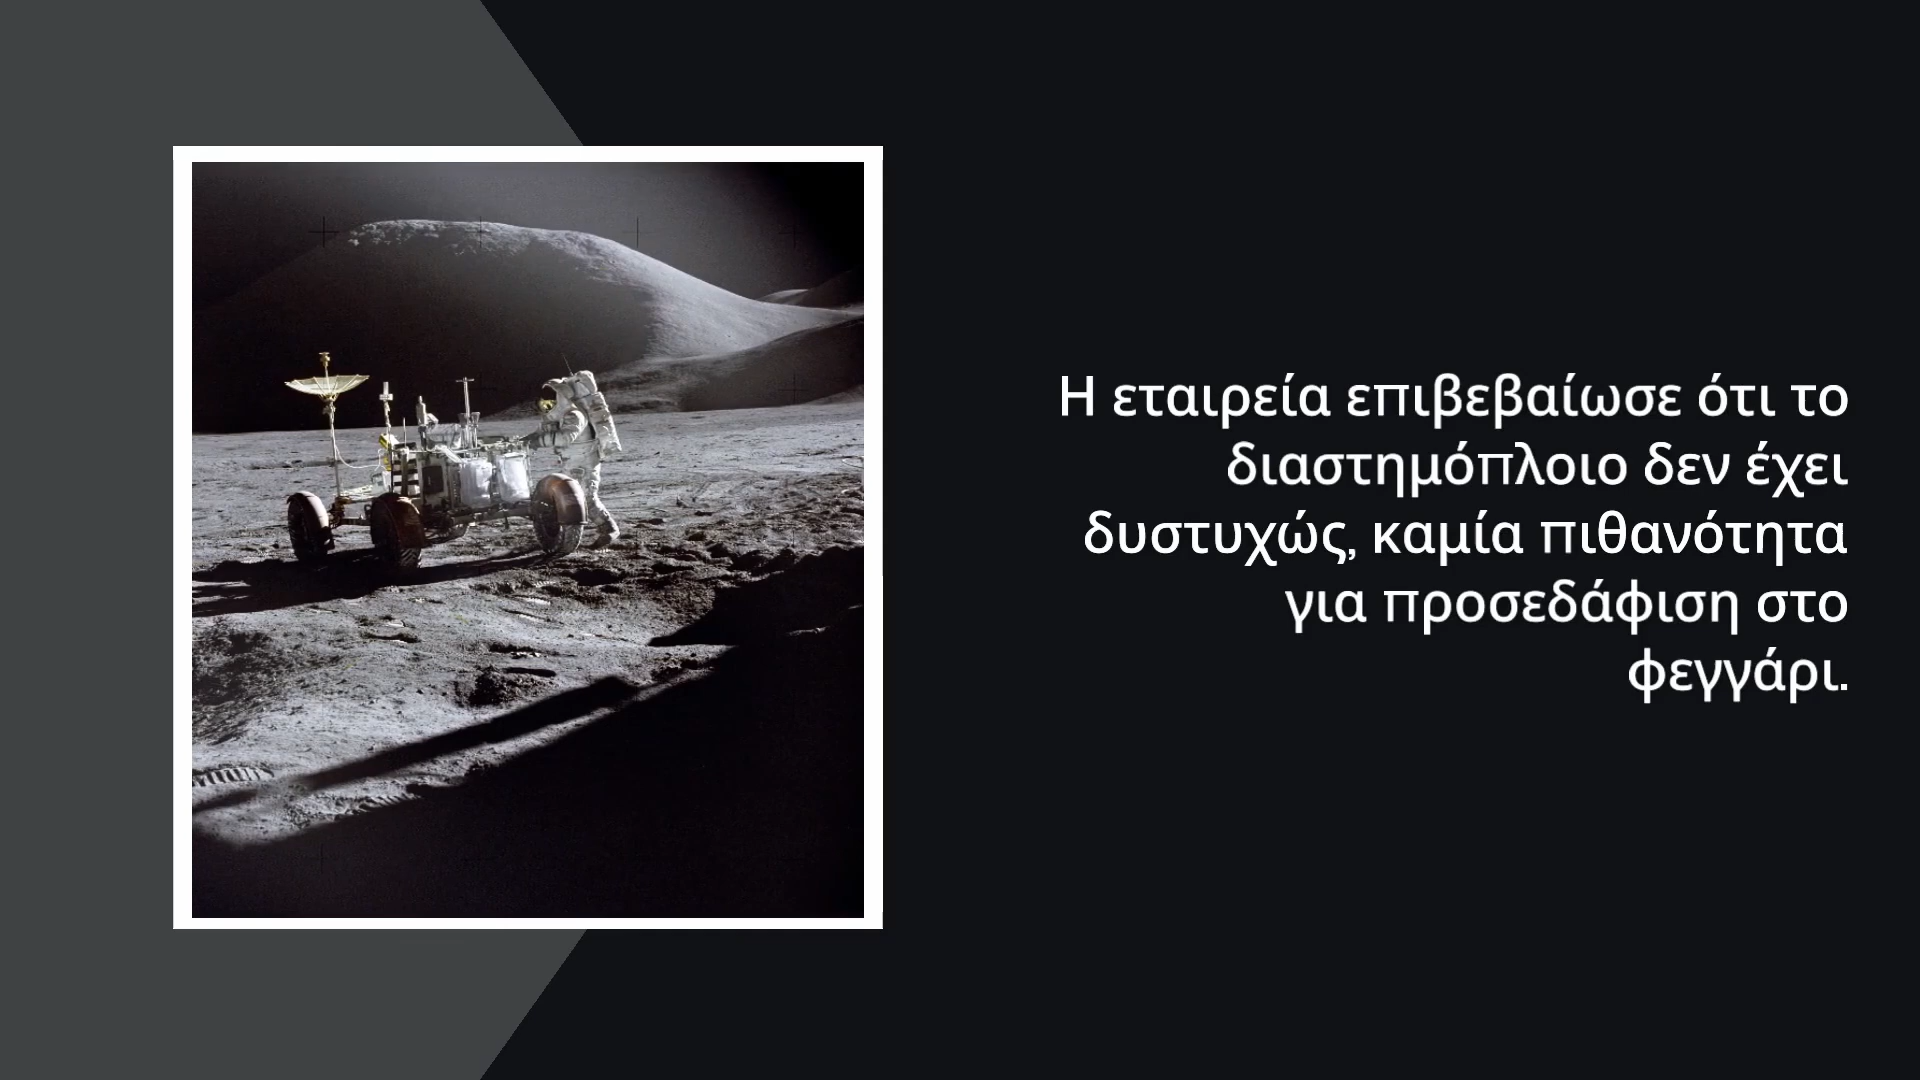 Η εταιρεία επιβεβαίωσε ότι το
διαστημόπλοιο δεν έχει
δυστυχώς, καμία πιθανότητα
για προσεδάφιση στο
φεγγάρι.